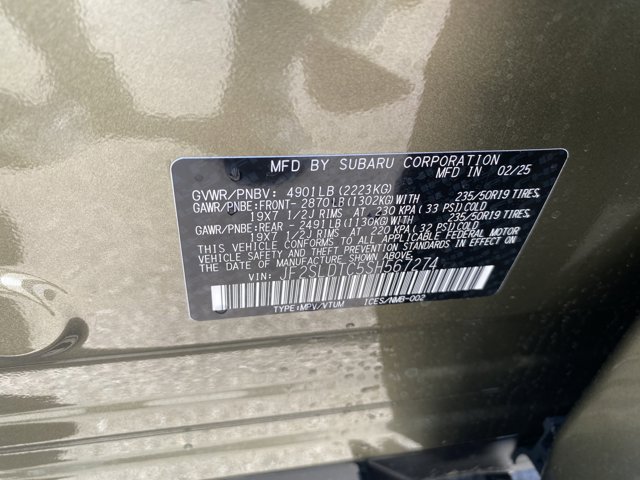 MFD BY SUBARU CORPORATION
MFD IN 02/25
GVWR/PNBV: 4901LB (2223KG)
GAWR/PNBE:FRONT- 2870LB (1302KG)WITH 235/50R19 TIRES,
19X7 1/2J RIMS AT 230 KPA (33 PSI)COLD
GAWR/PNBE:REAR - 2491LB (1130KG)WITH 235/50R19 TIRES,
19X7 1/2J RIMS AT 220 KPA (32 PSI)COLD
THIS VEHICLE CONFORMS TO ALL APPLICABLE FEDERAL MOTOR
VEHICLE SAFETY STANDARDS IN EFFECT ON THE DATE OF
MANUFACTURE SHOWN ABOVE.
VIN: JF2SLDTC5SH567274
TYPE:MPV/VTUM ICES/NMB-002